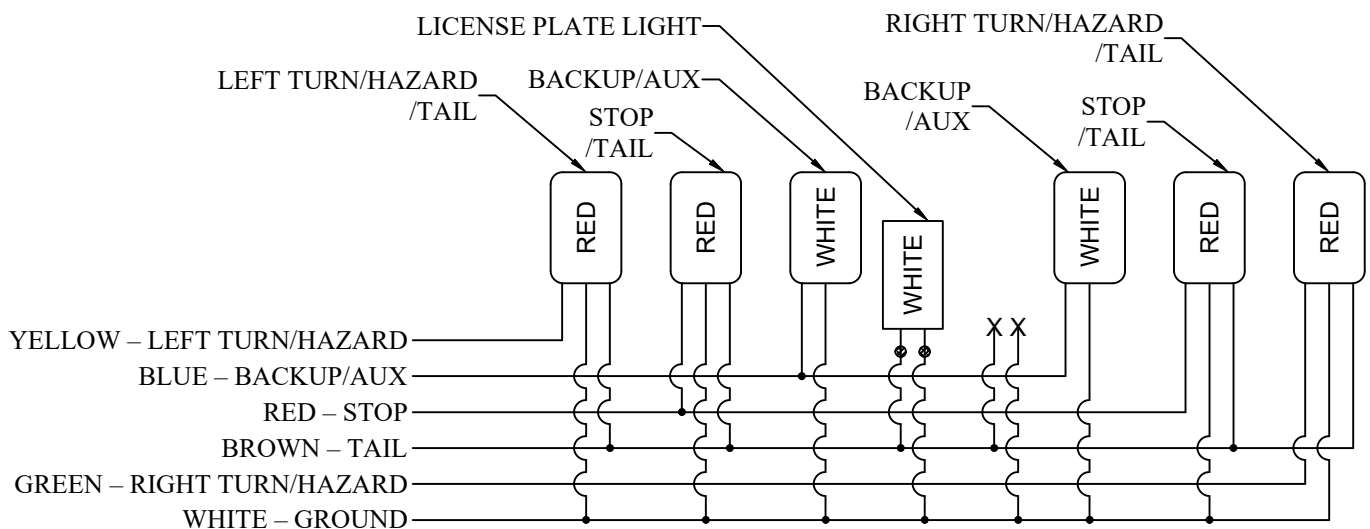 LICENSE PLATE LIGHT
RIGHT TURN/HAZARD
/TAIL
LEFT TURN/HAZARD
/TAIL
BACKUP/AUX
STOP
/TAIL
BACKUP
/AUX
STOP
/TAIL
RED
RED
WHITE
WHITE
WHITE
RED
RED
X X
YELLOW – LEFT TURN/HAZARD
BLUE – BACKUP/AUX
RED – STOP
BROWN – TAIL
GREEN – RIGHT TURN/HAZARD
WHITE – GROUND